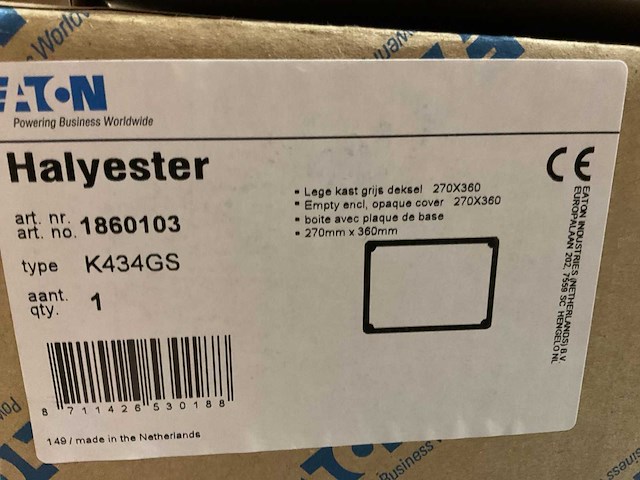 EATON
Powering Business Worldwide
Halyester
CE
art. nr.
art. no. 1860103
type K434GS
aant.
qty. 1
▪ Lege kast grijs deksel 270X360
▪ Empty encl, opaque cover 270X360
▪ boite avec plaque de base
▪ 270mm x 360mm
EATON INDUSTRIES (NETHERLANDS) B.V.
EUROPALAAN 202, 7559 SC HENGELO NL
8 711426 530188
149 / made in the Netherlands
Business